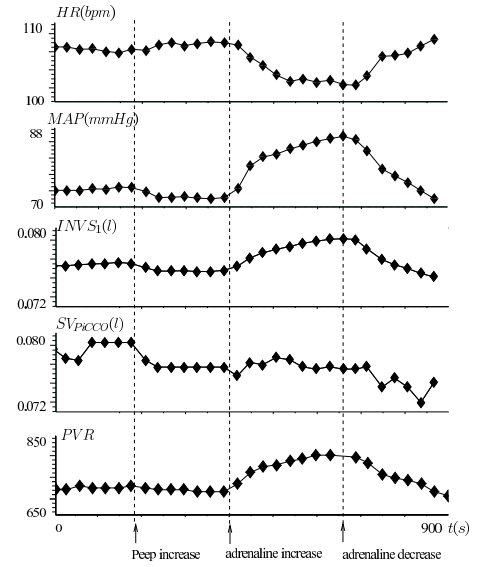 HR(bpm)
110
100
MAP(mmHg)
88
70
INVS₁(l)
0.080
0.072
SV_PiCCO(l)
0.080
0.072
PVR
850
650
0 900 t(s)
Peep increase adrenaline increase adrenaline decrease